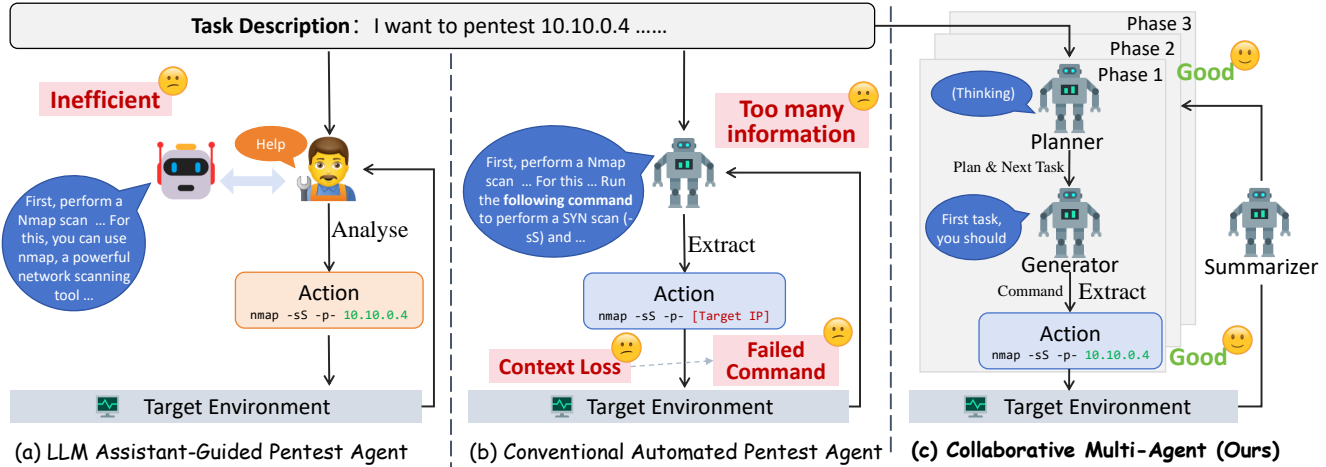 Task Description: I want to pentest 10.10.0.4 ……
Inefficient
Help
First, perform a
Nmap scan ... For
this, you can use
nmap, a powerful
network scanning
tool ...
Analyse
Action
nmap -sS -p- 10.10.0.4
Target Environment
(a) LLM Assistant-Guided Pentest Agent
Too many
information
First, perform a Nmap
scan ... For this ... Run
the following command
to perform a SYN scan (-
sS) and ...
Extract
Action
nmap -sS -p- [Target IP]
Context Loss
Failed
Command
Target Environment
(b) Conventional Automated Pentest Agent
Phase 3
Phase 2
Phase 1
Good
(Thinking)
Planner
Plan & Next Task
First task,
you should
Generator
Command
Extract
Action
nmap -sS -p- 10.10.0.4
Good
Summarizer
Target Environment
(c) Collaborative Multi-Agent (Ours)